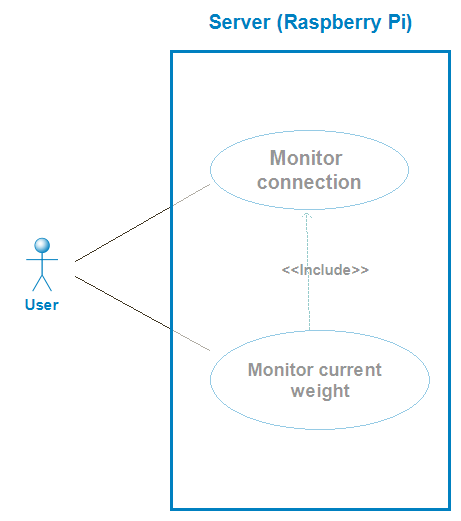 Server (Raspberry Pi)
Monitor
connection
<<Include>>
User
Monitor current
weight